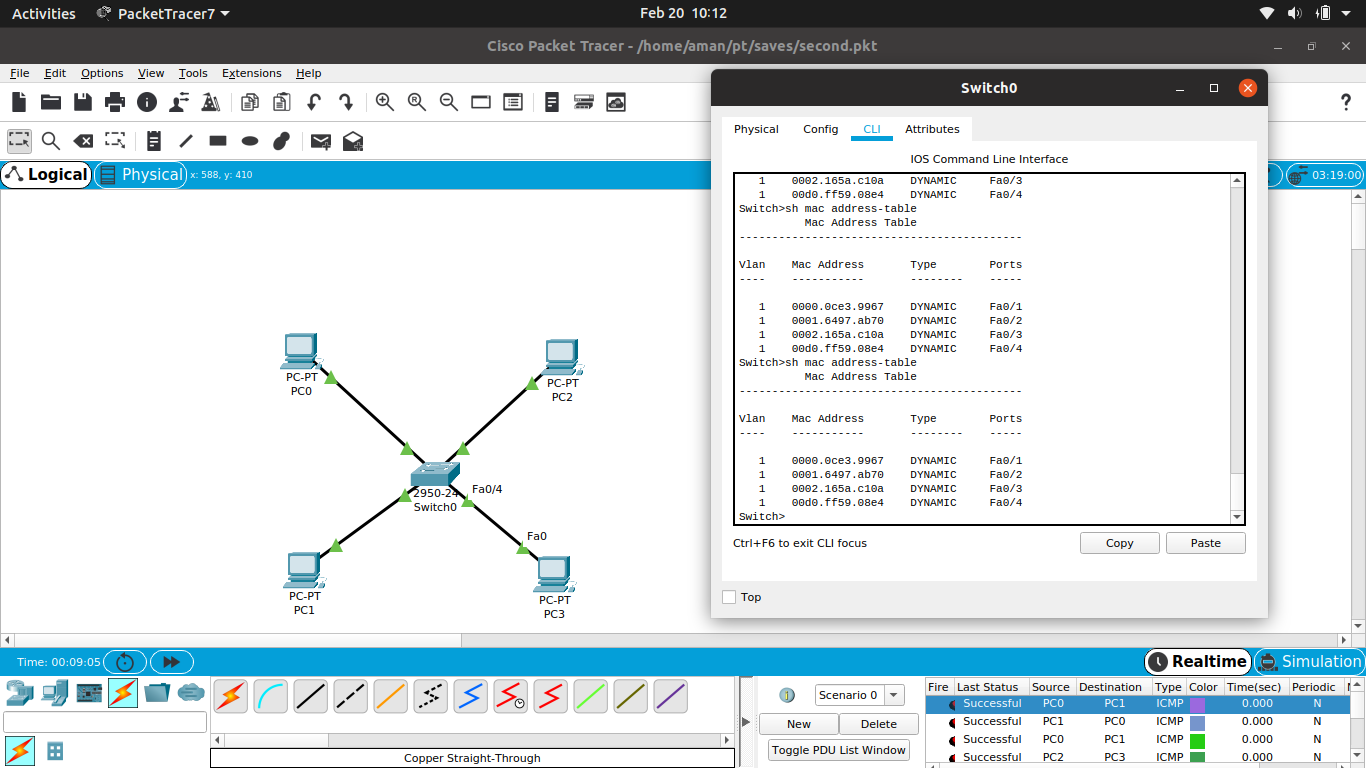 Activities PacketTracer7 Feb 20 10:12
Cisco Packet Tracer - /home/aman/pt/saves/second.pkt
File Edit Options View Tools Extensions Help
?
Logical Physical x: 588, y: 410 03:19:00
Switch0
Physical Config CLI Attributes
IOS Command Line Interface
1 0002.165a.c10a DYNAMIC Fa0/3
1 00d0.ff59.08e4 DYNAMIC Fa0/4
Switch>sh mac address-table
Mac Address Table
-------------------------------------------
Vlan Mac Address Type Ports
---- ----------- -------- -----
1 0000.0ce3.9967 DYNAMIC Fa0/1
1 0001.6497.ab70 DYNAMIC Fa0/2
1 0002.165a.c10a DYNAMIC Fa0/3
1 00d0.ff59.08e4 DYNAMIC Fa0/4
Switch>sh mac address-table
Mac Address Table
-------------------------------------------
Vlan Mac Address Type Ports
---- ----------- -------- -----
1 0000.0ce3.9967 DYNAMIC Fa0/1
1 0001.6497.ab70 DYNAMIC Fa0/2
1 0002.165a.c10a DYNAMIC Fa0/3
1 00d0.ff59.08e4 DYNAMIC Fa0/4
Switch>
Ctrl+F6 to exit CLI focus Copy Paste
Top
PC-PT
PC0
PC-PT
PC2
2950-24
Switch0
Fa0/4
Fa0
PC-PT
PC1
PC-PT
PC3
Time: 00:09:05 Realtime Simulation
Copper Straight-Through
Scenario 0
New Delete
Toggle PDU List Window
Fire Last Status Source Destination Type Color Time(sec) Periodic
Successful PC0 PC1 ICMP 0.000 N
Successful PC1 PC0 ICMP 0.000 N
Successful PC0 PC1 ICMP 0.000 N
Successful PC2 PC3 ICMP 0.000 N